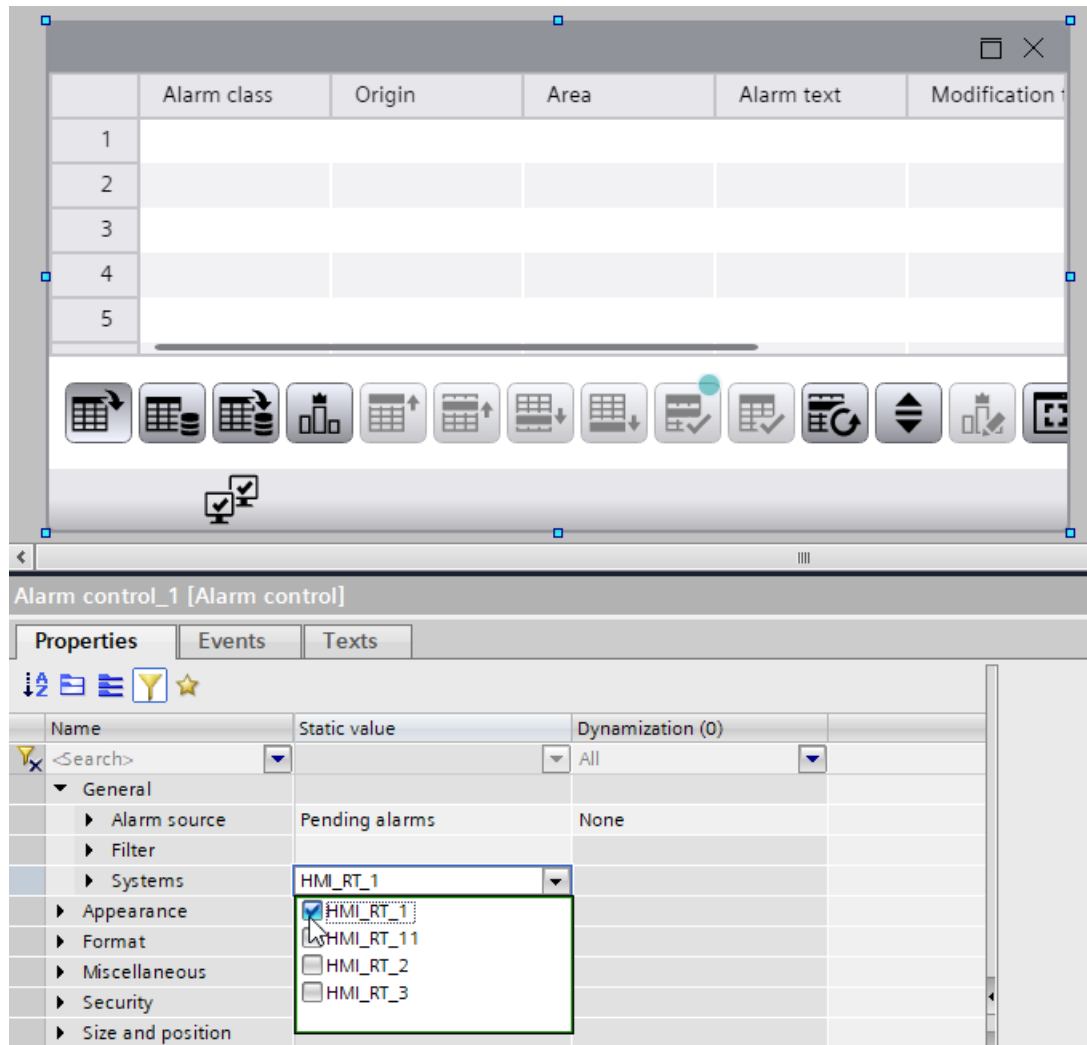 Alarm class Origin Area Alarm text Modification
1
2
3
4
5
Alarm control_1 [Alarm control]
Properties Events Texts
Name Static value Dynamization (0)
<Search> All
General
Alarm source Pending alarms None
Filter
Systems HMI_RT_1
Appearance HMI_RT_1
Format HMI_RT_11
Miscellaneous HMI_RT_2
Security HMI_RT_3
Size and position